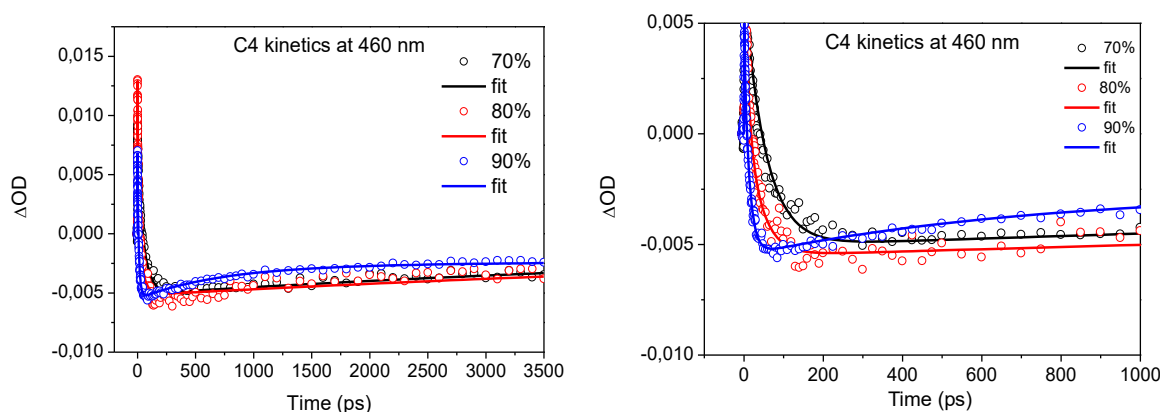 C4 kinetics at 460 nm
70%
fit
80%
fit
90%
fit
0,015
0,010
0,005
0,000
-0,005
-0,010
ΔOD
0 500 1000 1500 2000 2500 3000 3500
Time (ps)
C4 kinetics at 460 nm
70%
fit
80%
fit
90%
fit
0,005
0,000
-0,005
-0,010
ΔOD
0 200 400 600 800 1000
Time (ps)